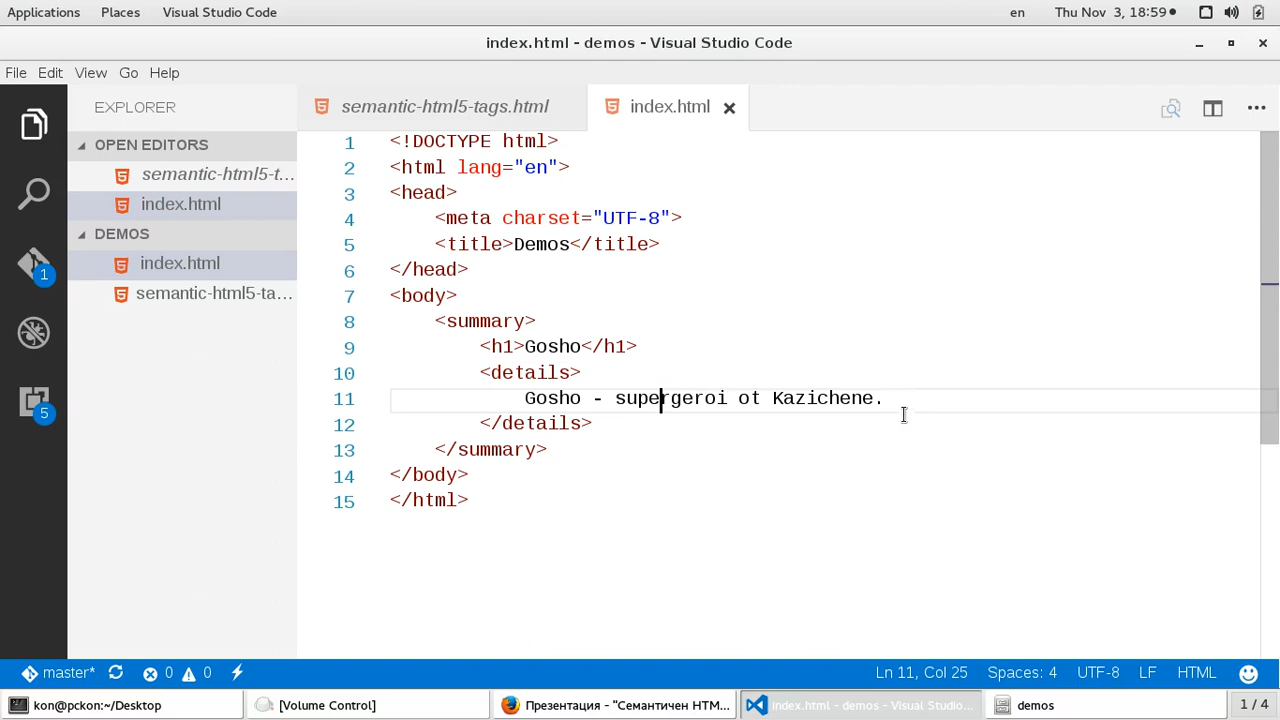 Applications Places Visual Studio Code en Thu Nov 3, 18:59
index.html - demos - Visual Studio Code
File Edit View Go Help
EXPLORER semantic-html5-tags.html index.html
OPEN EDITORS
semantic-html5-t...
index.html
DEMOS
index.html
semantic-html5-ta...
1
5
1 <!DOCTYPE html>
2 <html lang="en">
3 <head>
4 <meta charset="UTF-8">
5 <title>Demos</title>
6 </head>
7 <body>
8 <summary>
9 <h1>Gosho</h1>
10 <details>
11 Gosho - supergeroi ot Kazichene.
12 </details>
13 </summary>
14 </body>
15 </html>
master* 0 0 Ln 11, Col 25 Spaces: 4 UTF-8 LF HTML
kon@pckon:~/Desktop [Volume Control] Презентация - "Семантичен HTM... index.html - demos - Visual Studio... demos 1 / 4